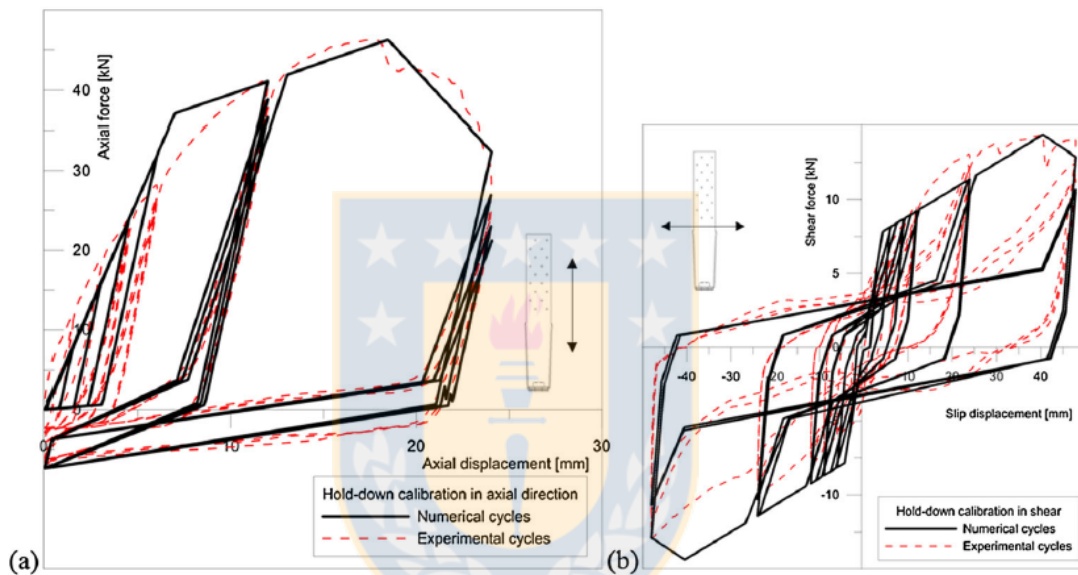 Axial force [kN]
40
30
20
10
0
0
10
20
30
Axial displacement [mm]
Hold-down calibration in axial direction
Numerical cycles
Experimental cycles
(a)
Shear force [kN]
10
5
0
-10
-40
-30
-20
10
20
30
40
Slip displacement [mm]
Hold-down calibration in shear
Numerical cycles
Experimental cycles
(b)